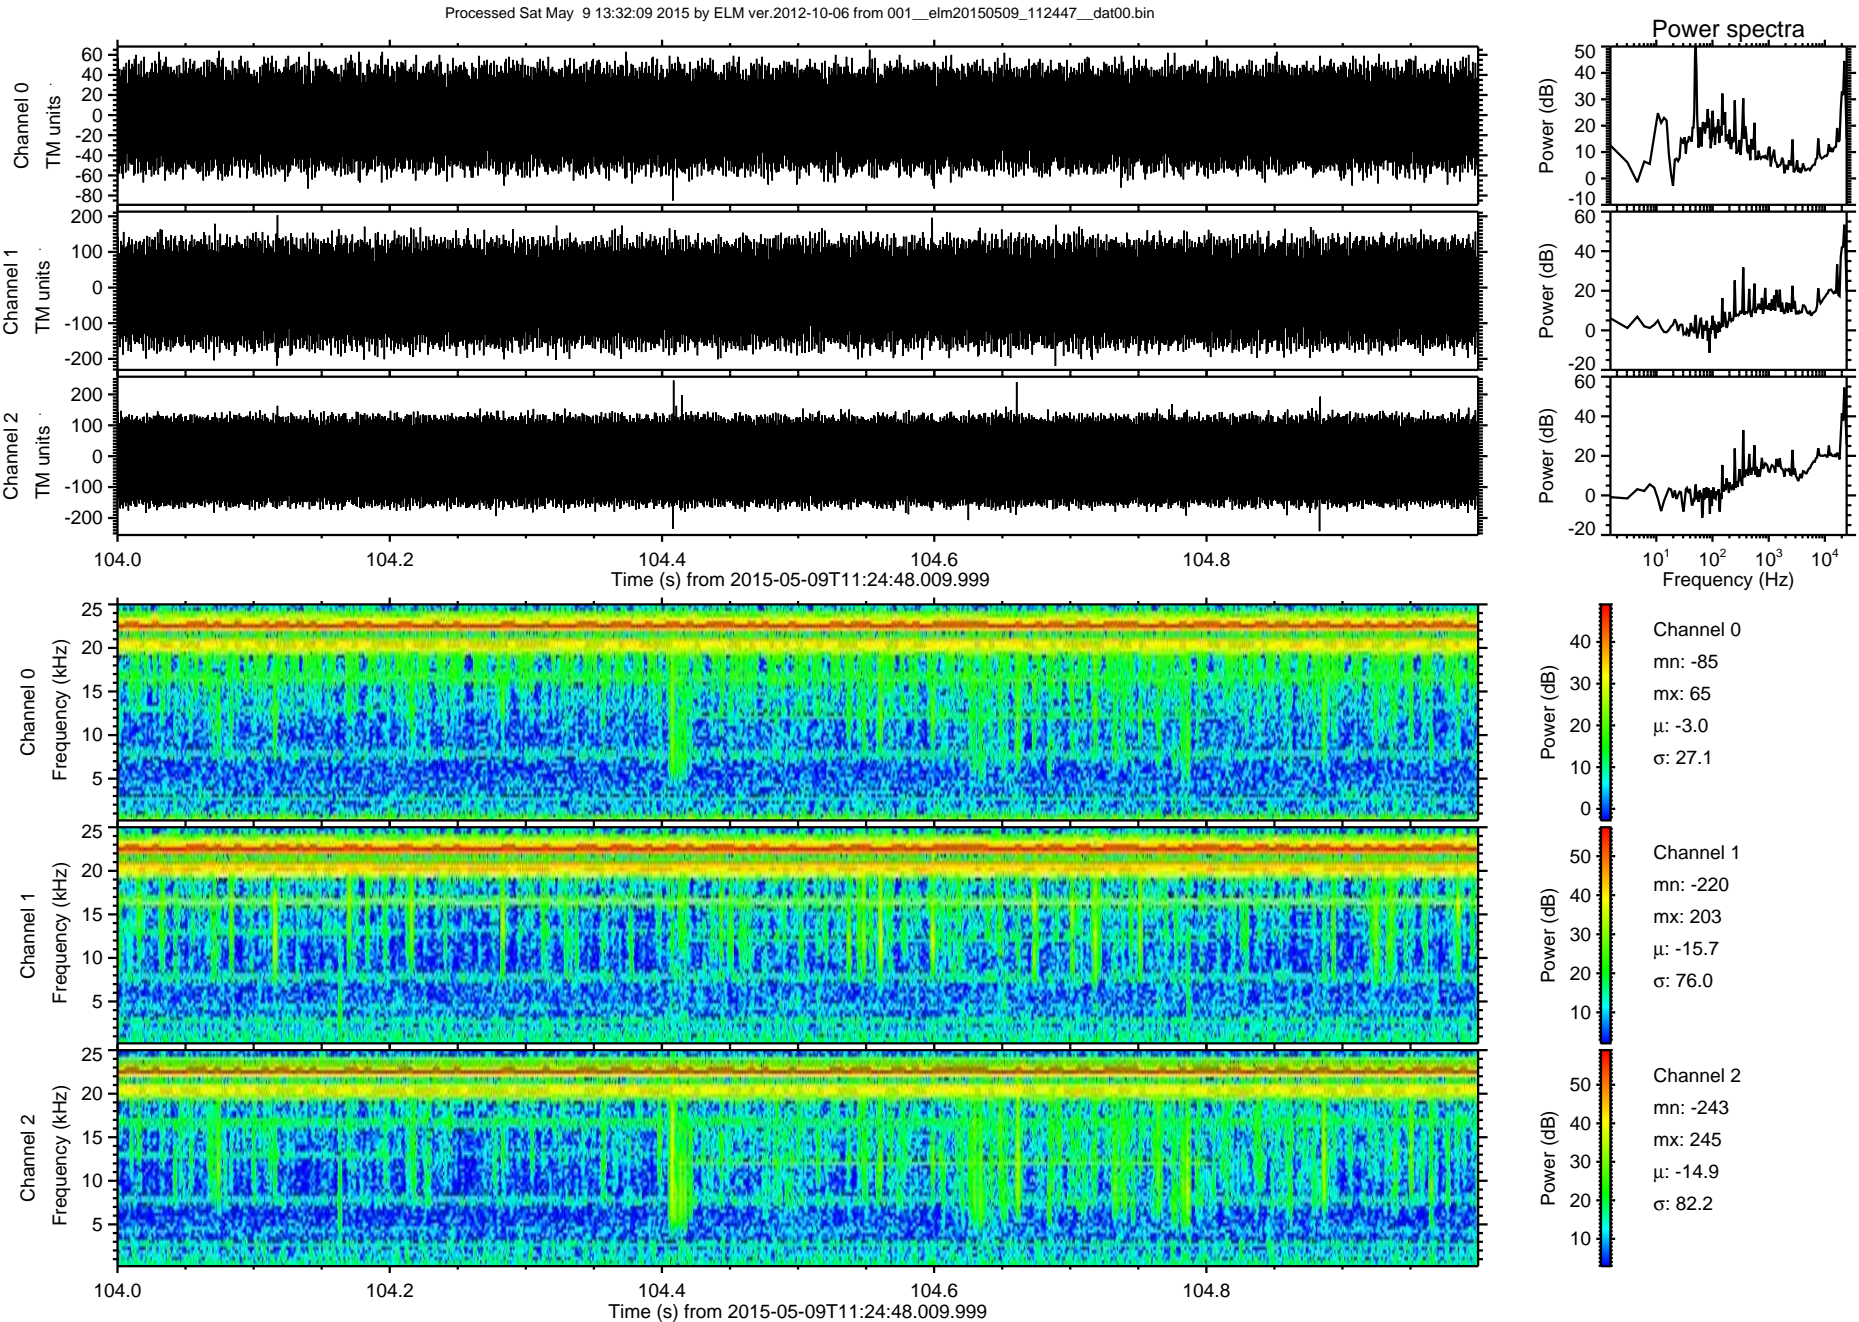 Processed Sat May  9 13:32:09 2015 by ELM ver.2012-10-06 from 001__elm20150509_112447__dat00.bin
Power spectra
Channel 0
TM units
60
40
20
0
-20
-40
-60
-80
Power (dB)
50
40
30
20
10
0
-10
Channel 1
TM units
200
100
0
-100
-200
Power (dB)
60
40
20
0
-20
Channel 2
TM units
200
100
0
-100
-200
Power (dB)
60
40
20
0
-20
104.0 104.2 104.4 104.6 104.8
Time (s) from 2015-05-09T11:24:48.009.999
10¹ 10² 10³ 10⁴
Frequency (Hz)
Channel 0
Frequency (kHz)
25
20
15
10
5
Power (dB)
40
30
20
10
0
Channel 0
mn: -85
mx: 65
μ: -3.0
σ: 27.1
Channel 1
Frequency (kHz)
25
20
15
10
5
Power (dB)
50
40
30
20
10
Channel 1
mn: -220
mx: 203
μ: -15.7
σ: 76.0
Channel 2
Frequency (kHz)
25
20
15
10
5
Power (dB)
50
40
30
20
10
Channel 2
mn: -243
mx: 245
μ: -14.9
σ: 82.2
104.0 104.2 104.4 104.6 104.8
Time (s) from 2015-05-09T11:24:48.009.999